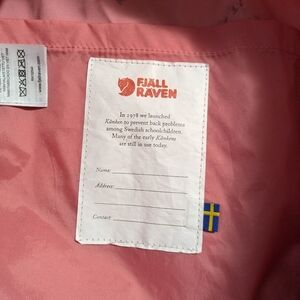 FJÄLL
RÄVEN
In 1978 we launched
Kånken to prevent back problems
among Swedish schoolchildren.
Many of the early Kånkens
are still in use today.
Name:
Address:
Contact: